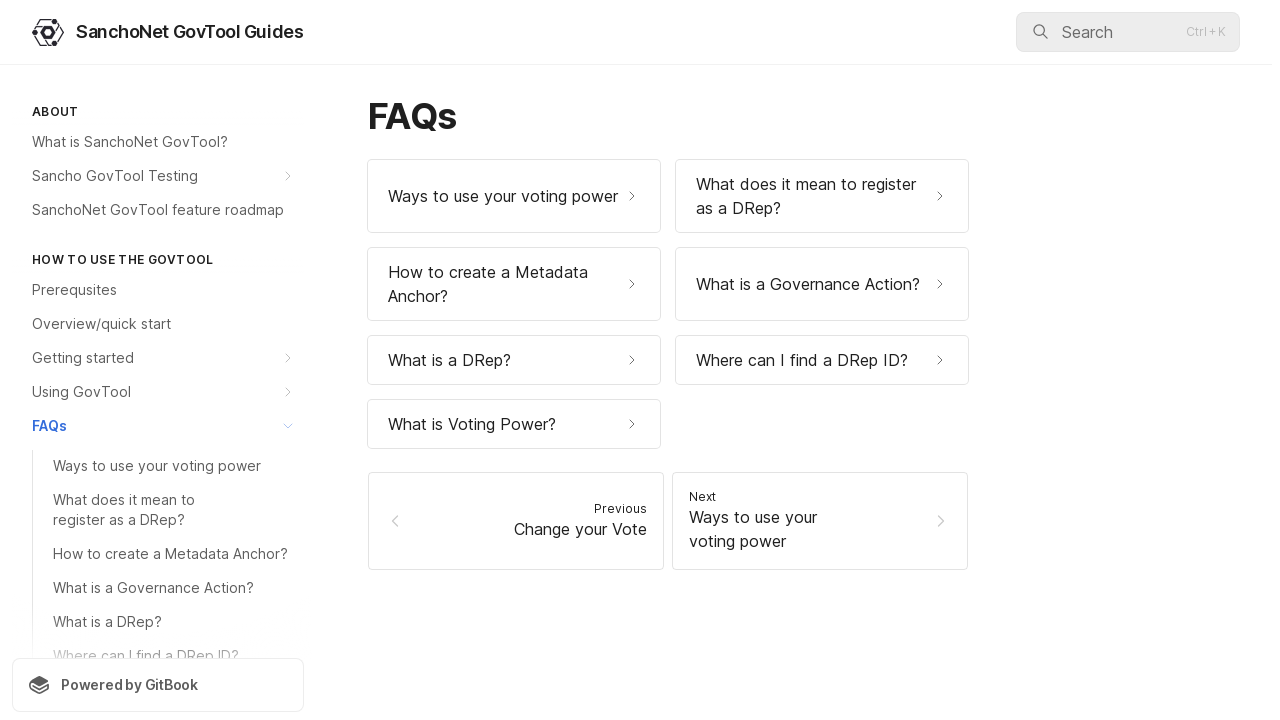 SanchoNet GovTool Guides
Search
Ctrl + K
ABOUT
What is SanchoNet GovTool?
Sancho GovTool Testing
SanchoNet GovTool feature roadmap
HOW TO USE THE GOVTOOL
Prerequsites
Overview/quick start
Getting started
Using GovTool
FAQs
Ways to use your voting power
What does it mean to
register as a DRep?
How to create a Metadata Anchor?
What is a Governance Action?
What is a DRep?
Where can I find a DRep ID?
Powered by GitBook
FAQs
Ways to use your voting power
What does it mean to register
as a DRep?
How to create a Metadata
Anchor?
What is a Governance Action?
What is a DRep?
Where can I find a DRep ID?
What is Voting Power?
Previous
Change your Vote
Next
Ways to use your
voting power